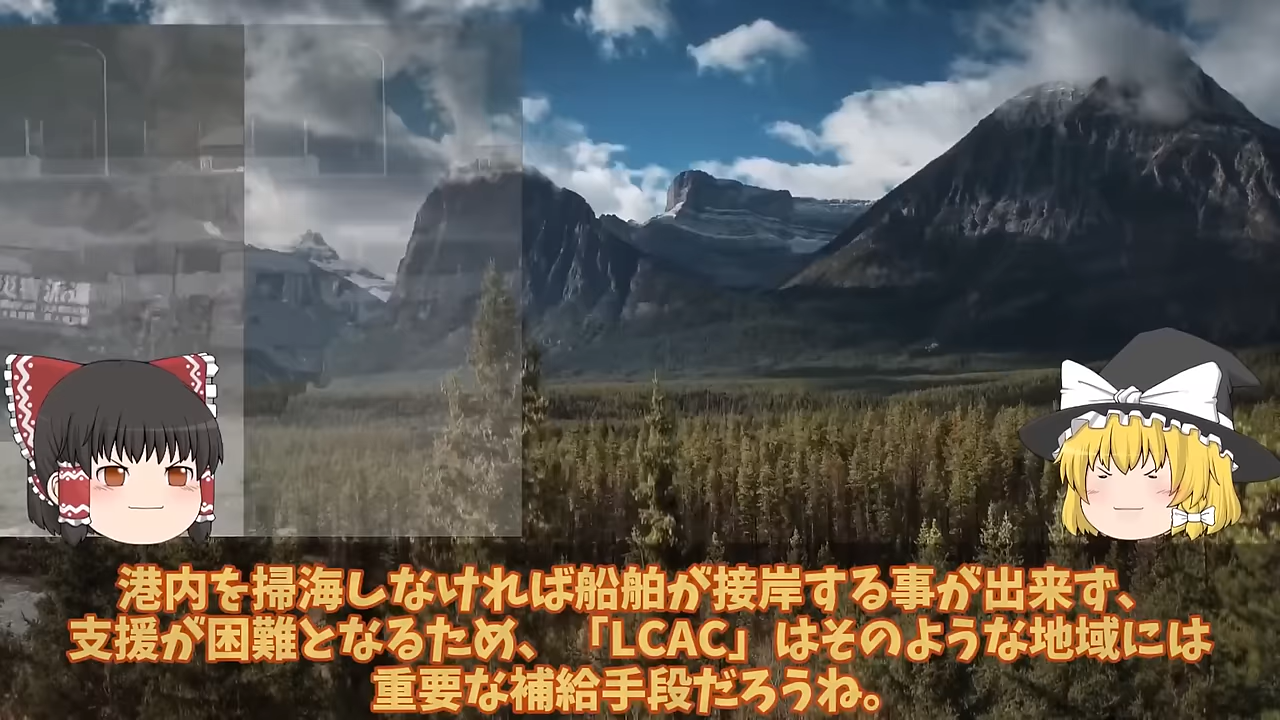 港内を掃海しなければ船舶が接岸する事が出来ず、
支援が困難となるため、「LCAC」はそのような地域には
重要な補給手段だろうね。